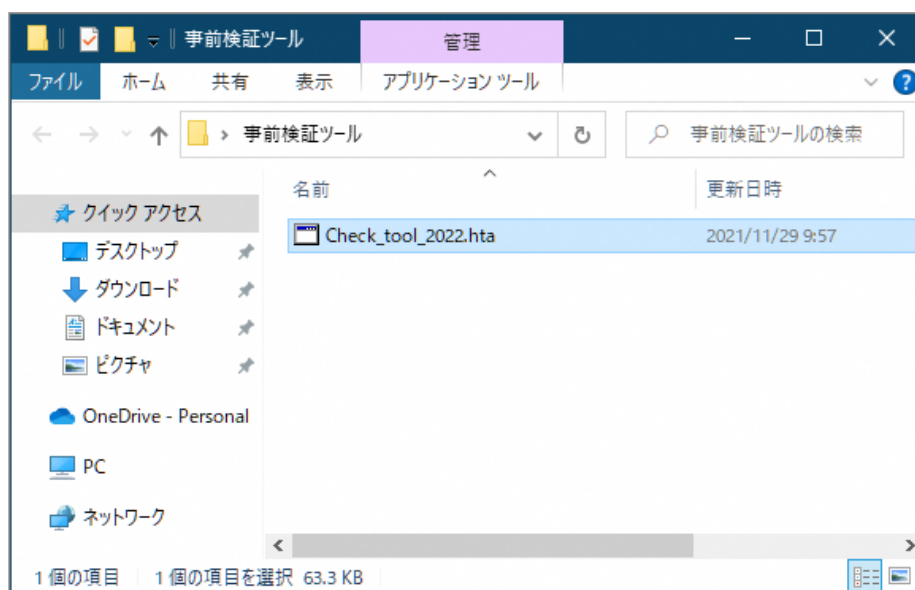 事前検証ツール
管理
ファイル ホーム 共有 表示 アプリケーション ツール
事前検証ツール
事前検証ツールの検索
名前 更新日時
クイック アクセス
Check_tool_2022.hta 2021/11/29 9:57
デスクトップ
ダウンロード
ドキュメント
ピクチャ
OneDrive - Personal
PC
ネットワーク
1 個の項目 1 個の項目を選択 63.3 KB